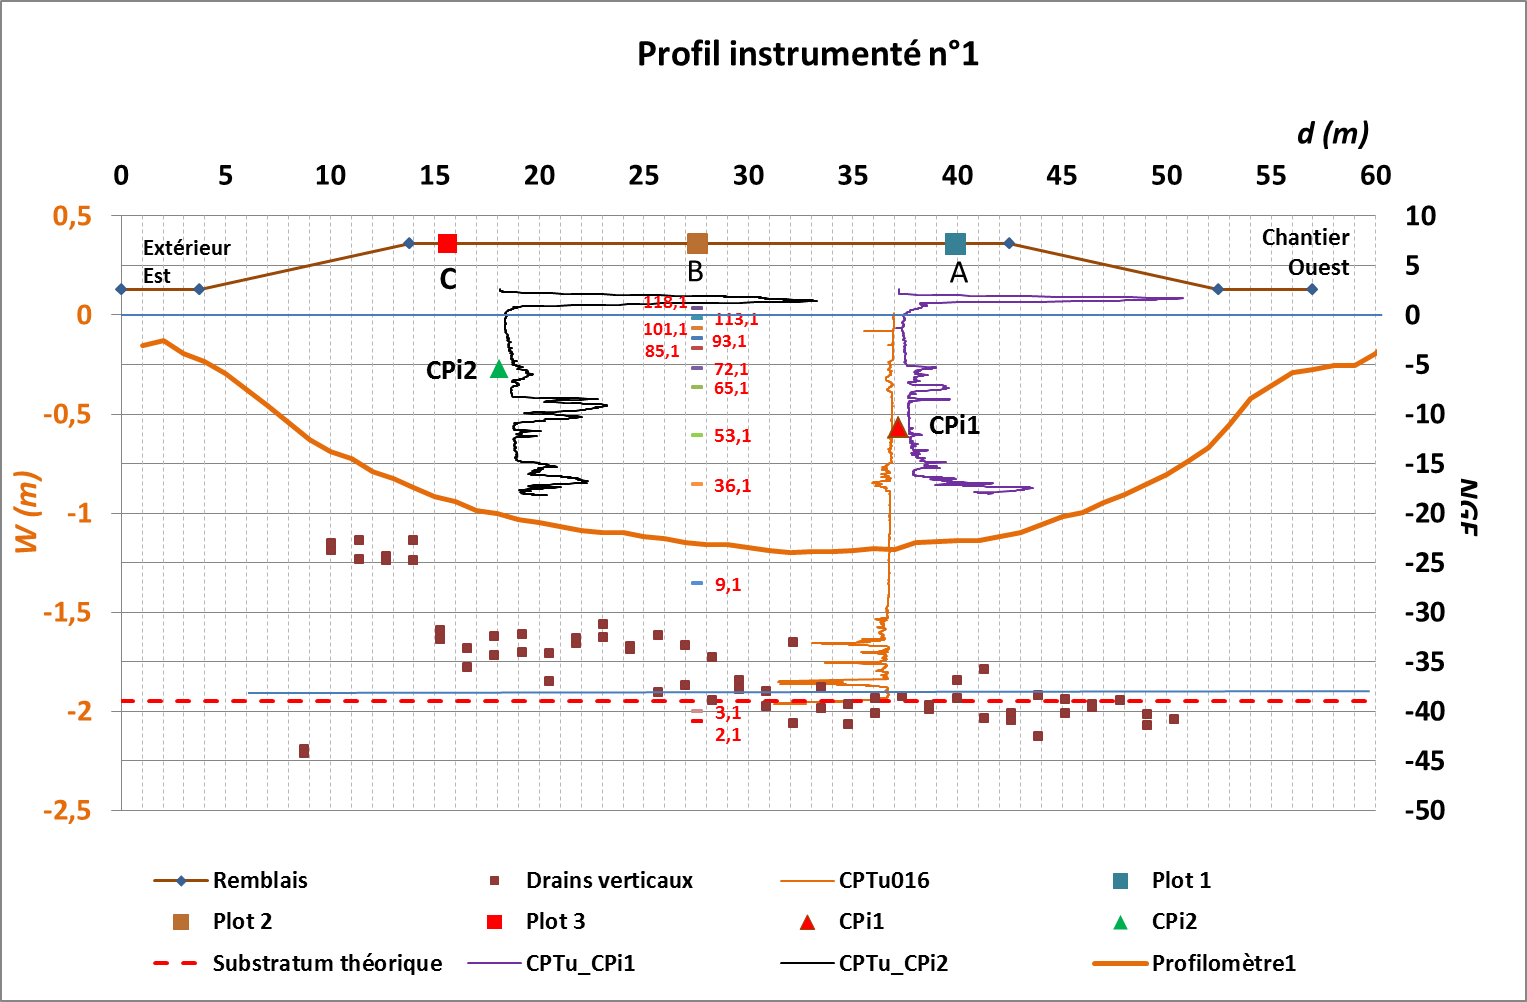 Profil instrumenté n°1
d (m)
0 5 10 15 20 25 30 35 40 45 50 55 60
0,5
0
-0,5
-1
-1,5
-2
-2,5
W (m)
10
5
0
-5
-10
-15
-20
-25
-30
-35
-40
-45
-50
NGF
Extérieur
Est
Chantier
Ouest
C
B
A
118,1
113,1
101,1
93,1
85,1
72,1
65,1
53,1
36,1
9,1
3,1
2,1
CPi2
CPi1
Remblais Drains verticaux CPTu016 Plot 1
Plot 2 Plot 3 CPi1 CPi2
Substratum théorique CPTu_CPi1 CPTu_CPi2 Profilomètre1